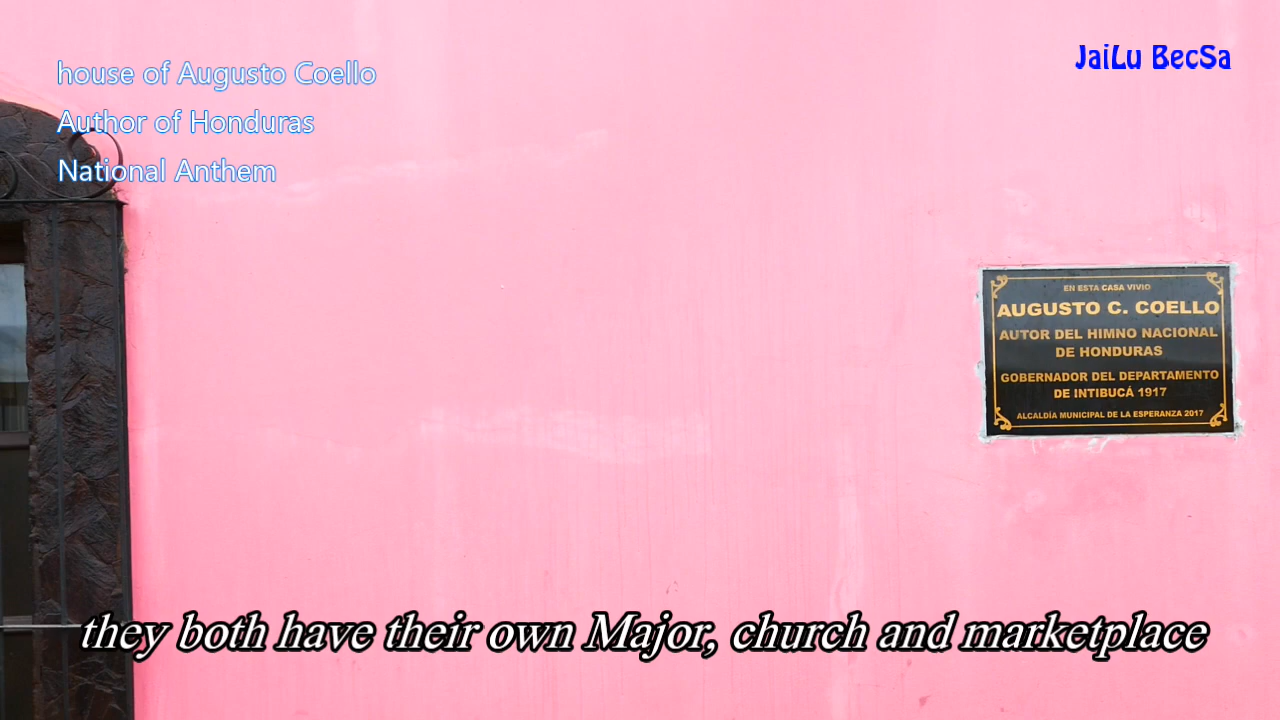 house of Augusto Coello
Author of Honduras
National Anthem
JaiLu BecSa
EN ESTA CASA VIVIO
AUGUSTO C. COELLO
AUTOR DEL HIMNO NACIONAL
DE HONDURAS
GOBERNADOR DEL DEPARTAMENTO
DE INTIBUCÁ 1917
ALCALDÍA MUNICIPAL DE LA ESPERANZA 2017
they both have their own Major, church and marketplace